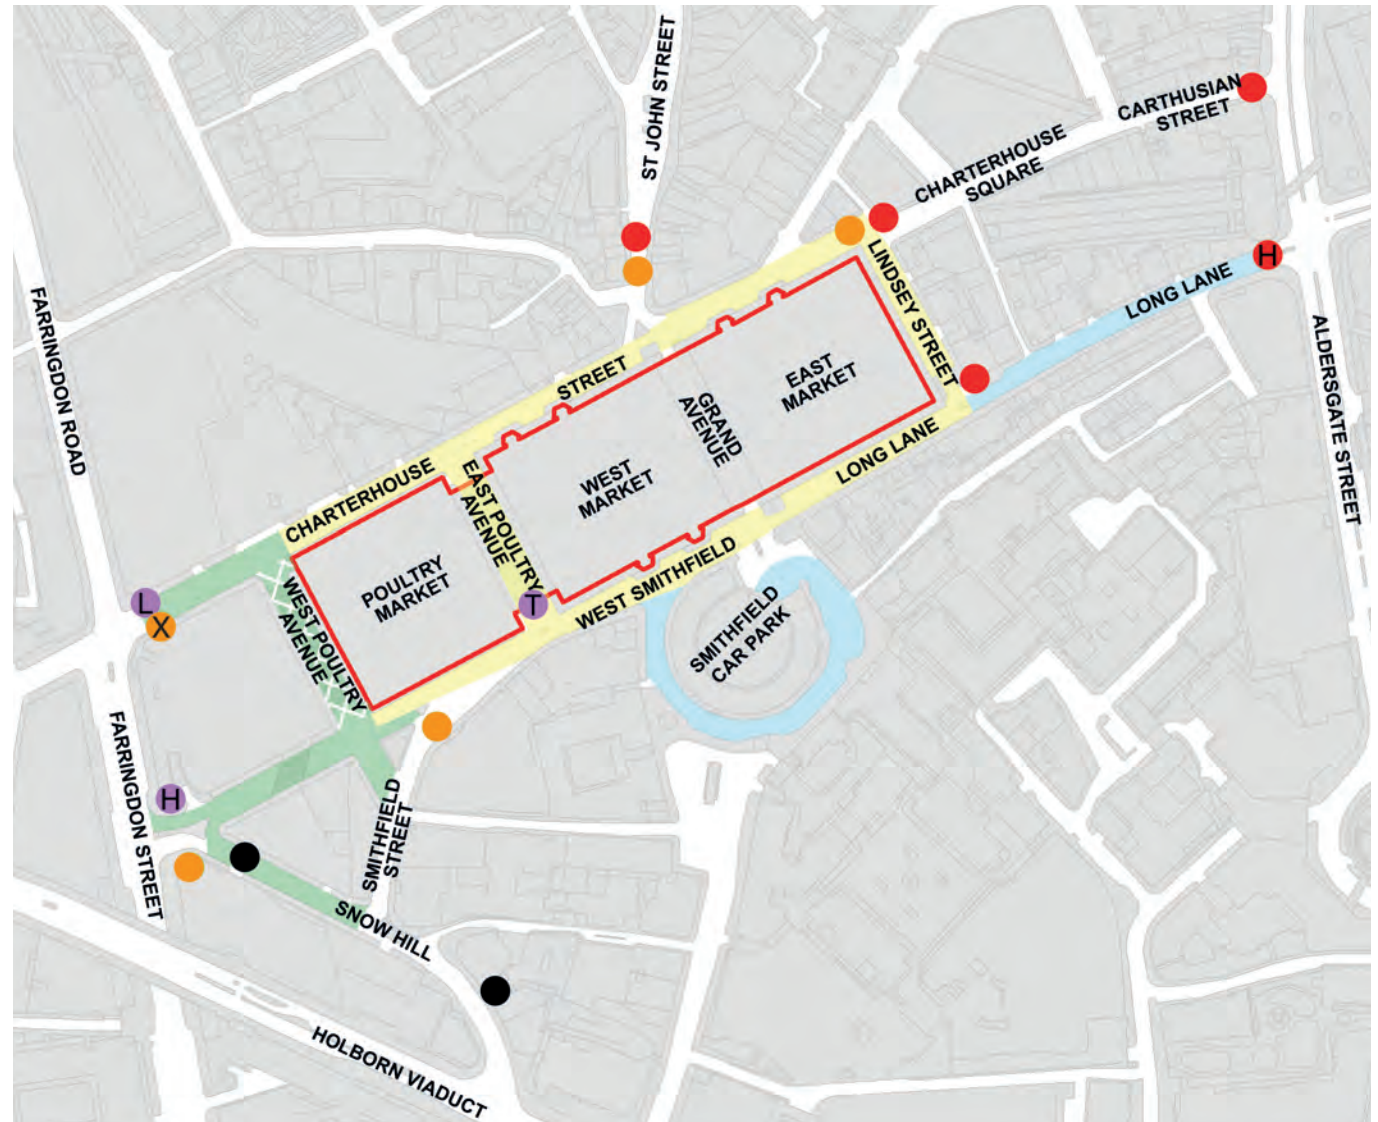 ST JOHN STREET
CARTHUSIAN
STREET
CHARTERHOUSE
SQUARE
LINDSEY STREET
H
LONG LANE
FARRINGDON ROAD
ALDERSGATE STREET
STREET
EAST
MARKET
GRAND
AVENUE
CHARTERHOUSE
EAST POULTRY
AVENUE
WEST
MARKET
LONG LANE
POULTRY
MARKET
WEST SMITHFIELD
T
L
X
WEST POULTRY
AVENUE
SMITHFIELD
CAR PARK
FARRINGDON STREET
H
SMITHFIELD
STREET
SNOW HILL
HOLBORN VIADUCT